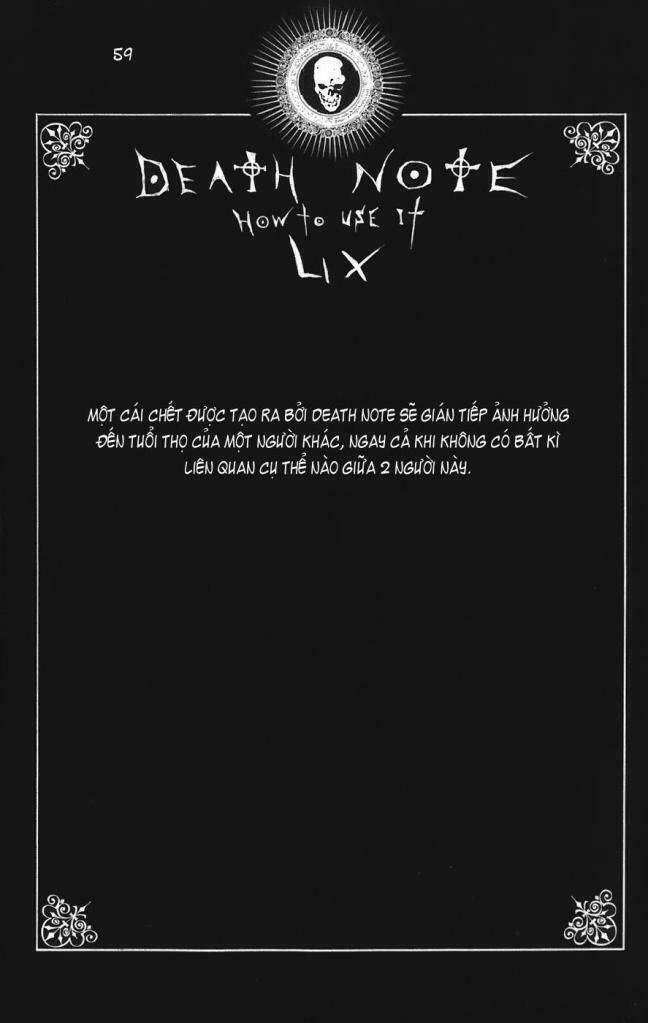 59
DEATH NOTE
HOW TO USE IT
LIX
MỘT CÁI CHẾT ĐƯỢC TẠO RA BỞI DEATH NOTE SẼ GIÁN TIẾP ẢNH HƯỞNG
ĐẾN TUỔI THỌ CỦA MỘT NGƯỜI KHÁC, NGAY CẢ KHI KHÔNG CÓ BẤT KÌ
LIÊN QUAN CỤ THỂ NÀO GIỮA 2 NGƯỜI NÀY.